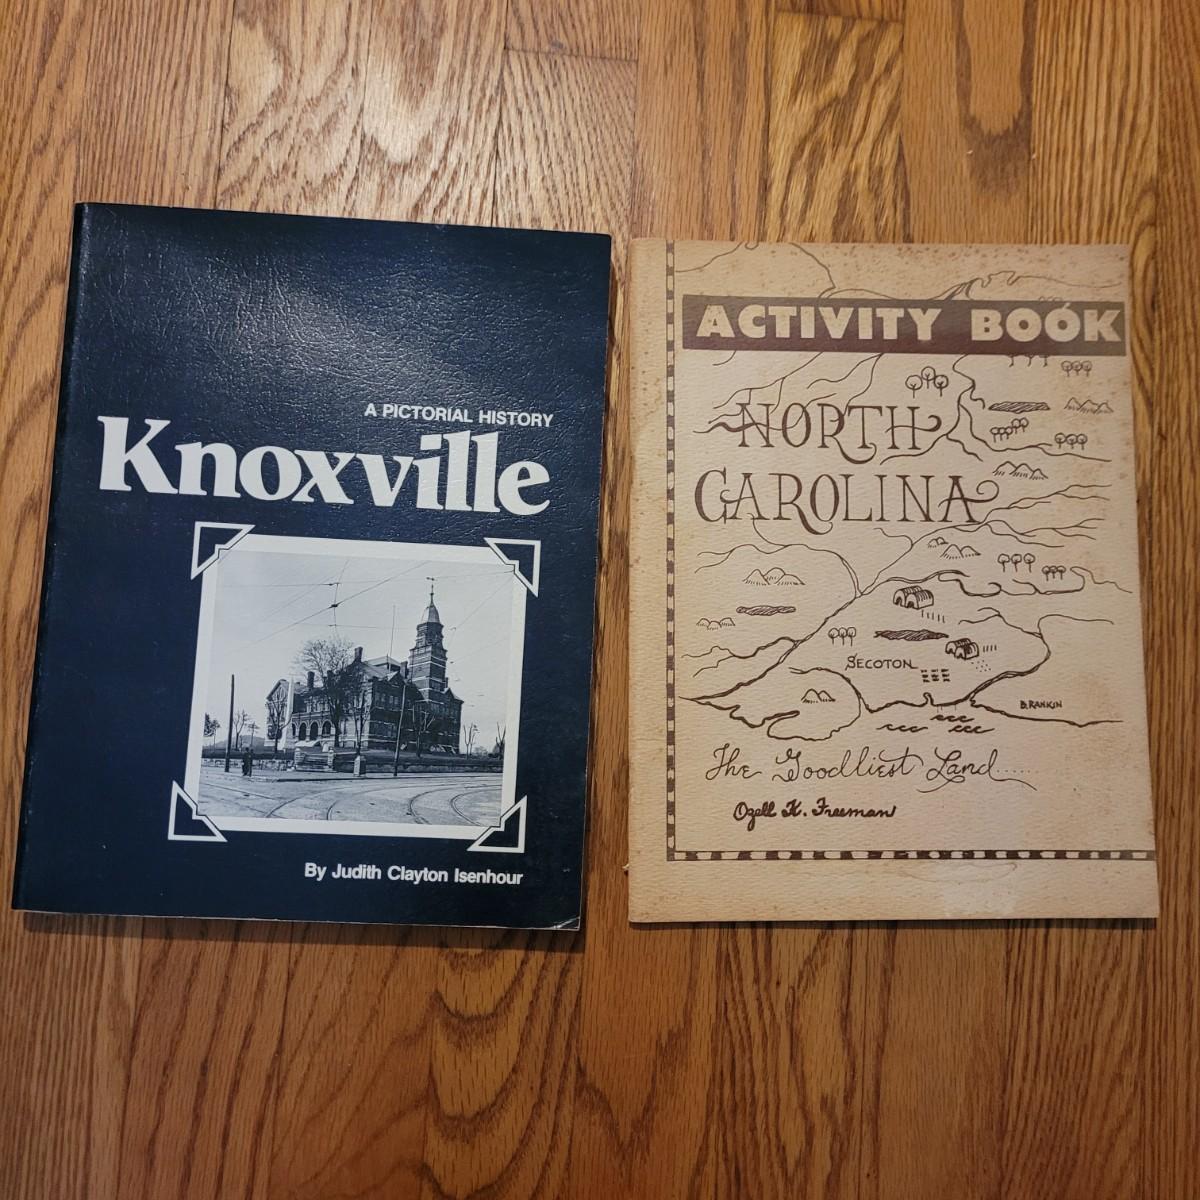 A PICTORIAL HISTORY
Knoxville
By Judith Clayton Isenhour
ACTIVITY BOOK
NORTH
CAROLINA
SECOTON
B. RANKIN
The Goodliest Land......
Ozell K. Freeman